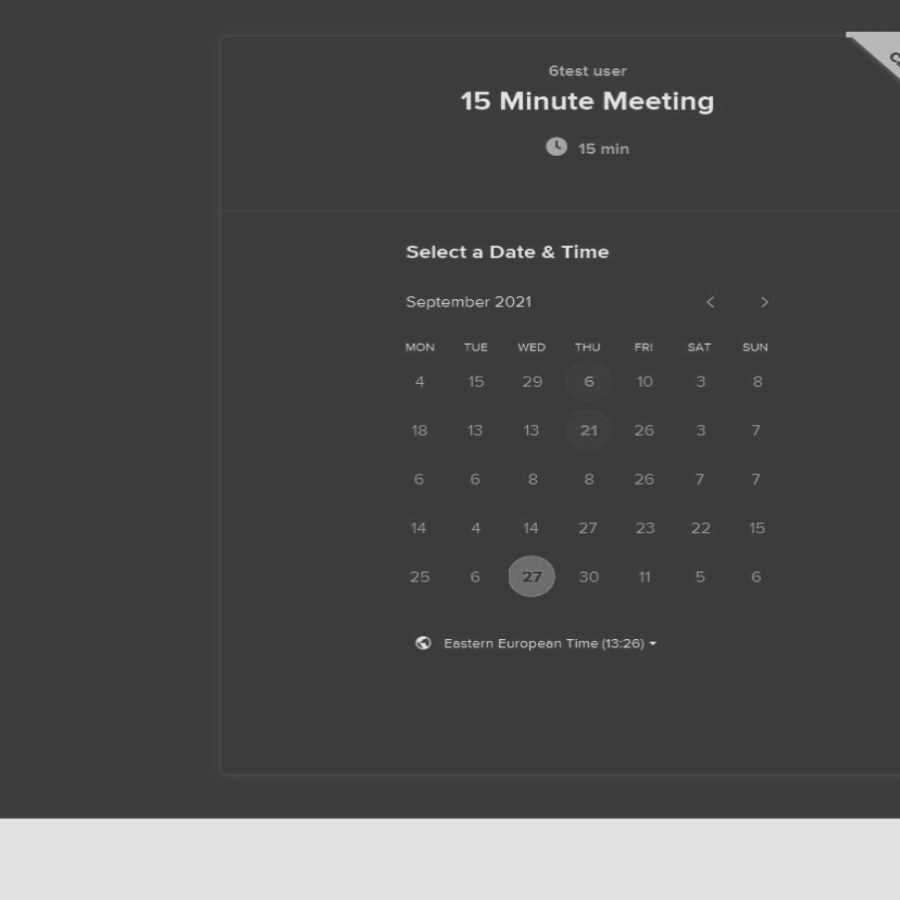 6test user
15 Minute Meeting
15 min
Select a Date & Time
September 2021
MON TUE WED THU FRI SAT SUN
4 15 29 6 10 3 8
18 13 13 21 26 3 7
6 6 8 8 26 7 7
14 4 14 27 23 22 15
25 6 27 30 11 5 6
Eastern European Time (13:26)